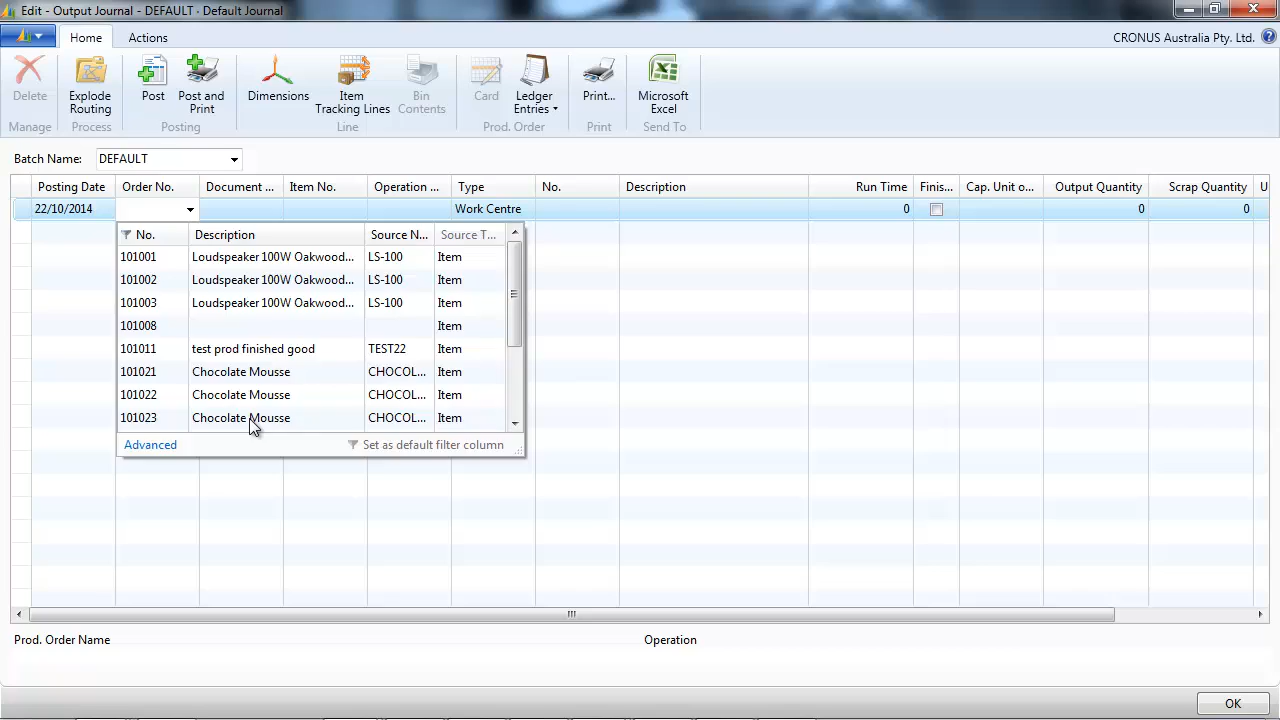 Edit - Output Journal - DEFAULT - Default Journal
Home Actions CRONUS Australia Pty. Ltd.
Delete Explode Routing Post Post and Print Dimensions Item Tracking Lines Bin Contents Card Ledger Entries Print... Microsoft Excel
Manage Process Posting Line Prod. Order Print Send To
Batch Name: DEFAULT
Posting Date Order No. Document ... Item No. Operation ... Type No. Description Run Time Finis... Cap. Unit o... Output Quantity Scrap Quantity U
22/10/2014 Work Centre 0 0 0
No. Description Source N... Source T...
101001 Loudspeaker 100W Oakwood... LS-100 Item
101002 Loudspeaker 100W Oakwood... LS-100 Item
101003 Loudspeaker 100W Oakwood... LS-100 Item
101008 Item
101011 test prod finished good TEST22 Item
101021 Chocolate Mousse CHOCOL... Item
101022 Chocolate Mousse CHOCOL... Item
101023 Chocolate Mousse CHOCOL... Item
Advanced Set as default filter column
Prod. Order Name Operation
OK